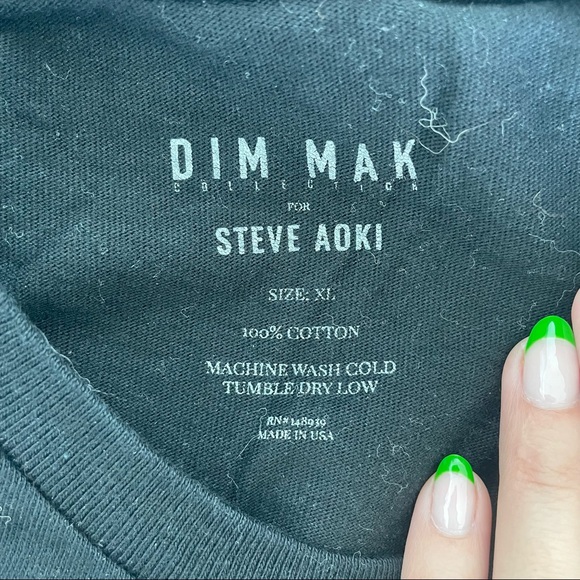 DIM MAK
COLLECTION
FOR
STEVE AOKI
SIZE: XL
100% COTTON
MACHINE WASH COLD
TUMBLE DRY LOW
RN# 148939
MADE IN USA